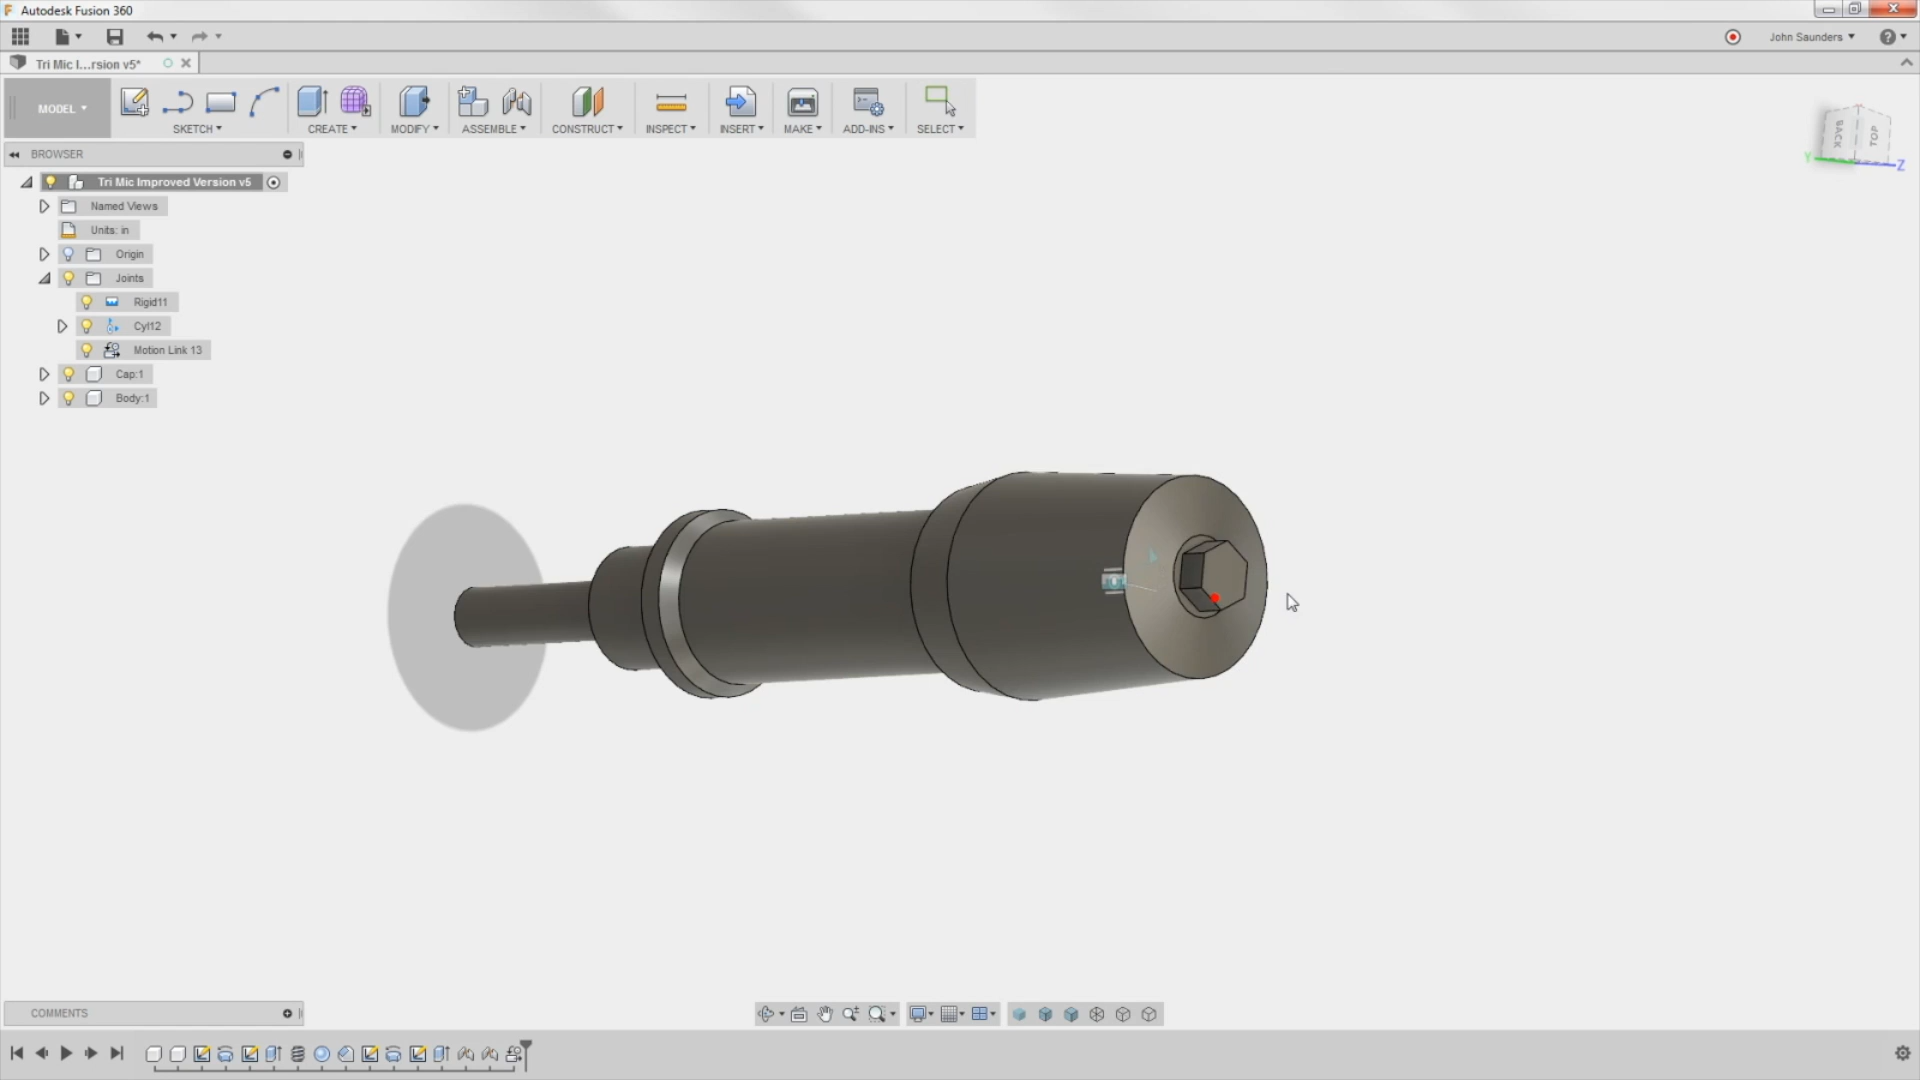 Autodesk Fusion 360
John Saunders
Tri Mic I...rsion v5*
MODEL
SKETCH
CREATE
MODIFY
ASSEMBLE
CONSTRUCT
INSPECT
INSERT
MAKE
ADD-INS
SELECT
BACK
TOP
Y
Z
BROWSER
Tri Mic Improved Version v5
Named Views
Units: in
Origin
Joints
Rigid11
Cyl12
Motion Link 13
Cap:1
Body:1
COMMENTS